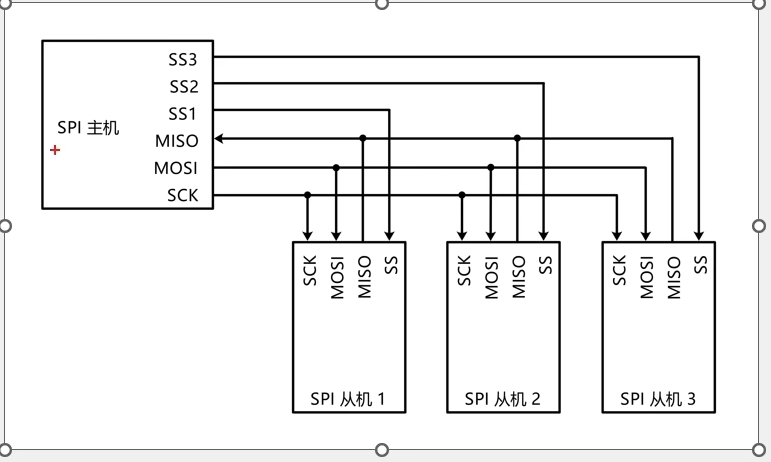 SS3
SS2
SS1
SPI 主机
MISO
MOSI
SCK
SCK MOSI MISO SS
SCK MOSI MISO SS
SCK MOSI MISO SS
SPI 从机 1
SPI 从机 2
SPI 从机 3